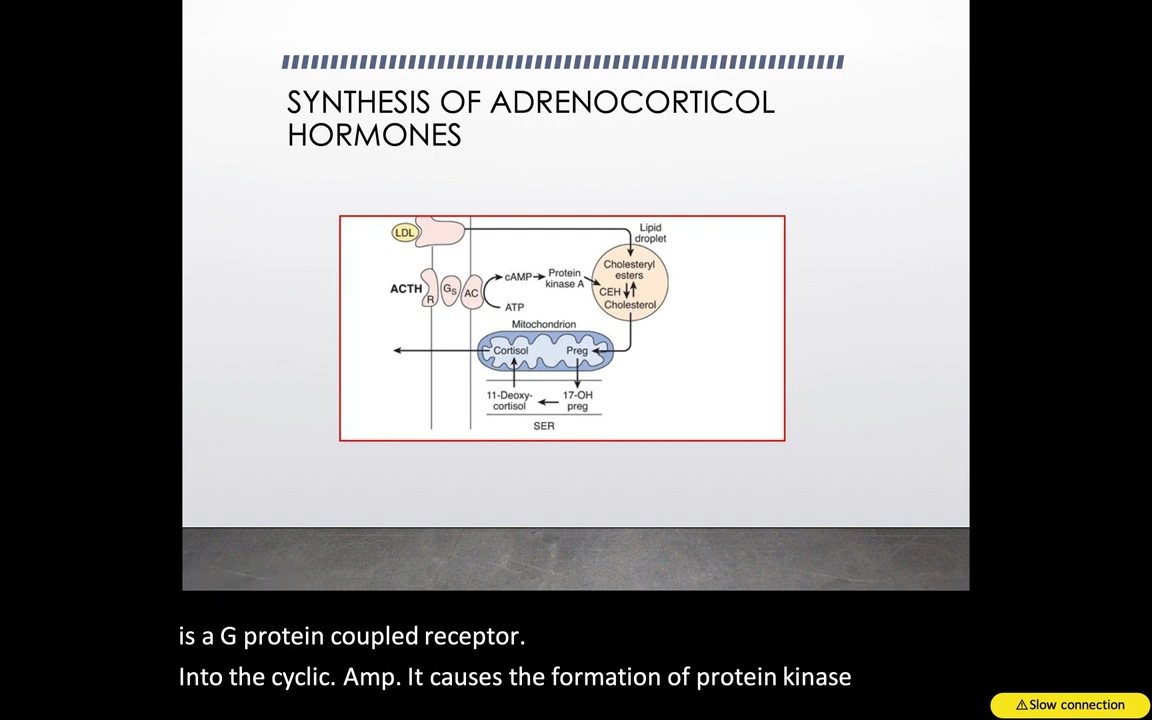 SYNTHESIS OF ADRENOCORTICOL
HORMONES
LDL
Lipid
droplet
Cholesteryl
esters
CEH
Cholesterol
ACTH
R
Gs
AC
cAMP
Protein
kinase A
ATP
Mitochondrion
Cortisol
Preg
11-Deoxy-
cortisol
17-OH
preg
SER
is a G protein coupled receptor.
Into the cyclic. Amp. It causes the formation of protein kinase
⚠Slow connection